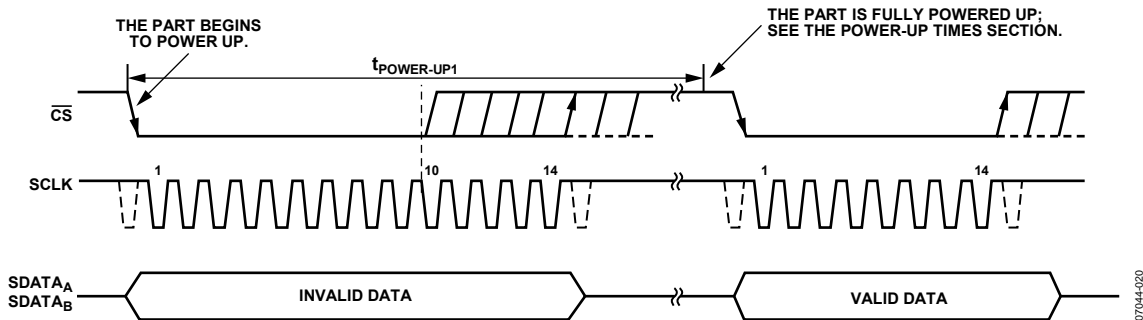 THE PART BEGINS
TO POWER UP.
THE PART IS FULLY POWERED UP;
SEE THE POWER-UP TIMES SECTION.
tPOWER-UP1
CS
SCLK
1
10
14
1
14
SDATAA
SDATAB
INVALID DATA
VALID DATA
07044-020